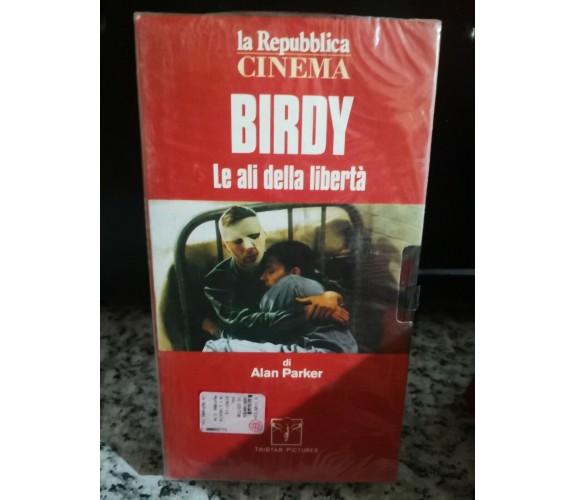 la Repubblica
CINEMA
BIRDY
Le ali della libertà
di
Alan Parker
TRISTAR PICTURES